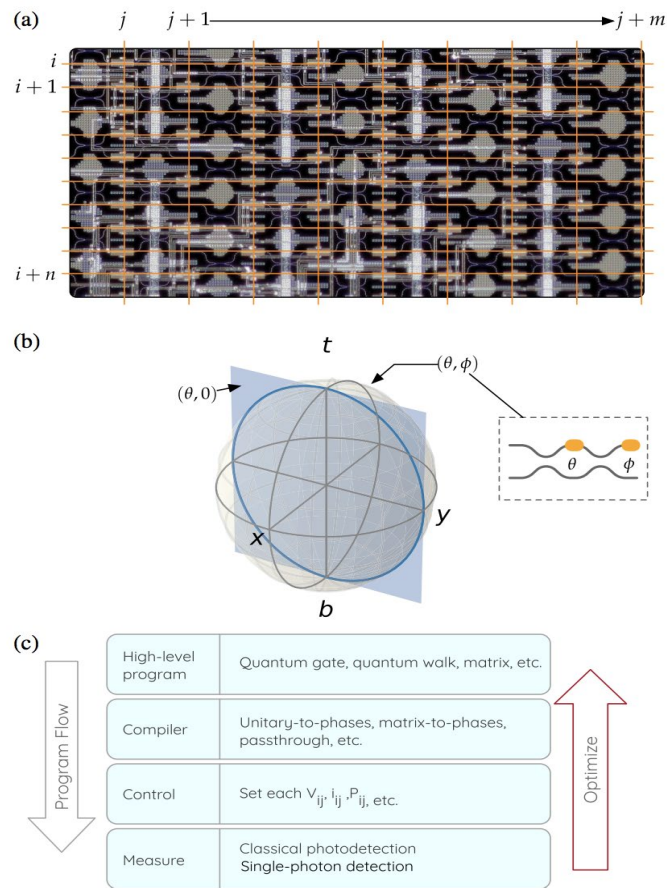 (a)
j
j + 1
j + m
i
i + 1
i + n
(b)
t
(θ, 0)
(θ, ϕ)
θ
ϕ
x
y
b
(c)
Program Flow
High-level
program
Quantum gate, quantum walk, matrix, etc.
Compiler
Unitary-to-phases, matrix-to-phases,
passthrough, etc.
Control
Set each V_ij, i_ij ,P_ij, etc.
Measure
Classical photodetection
Single-photon detection
Optimize